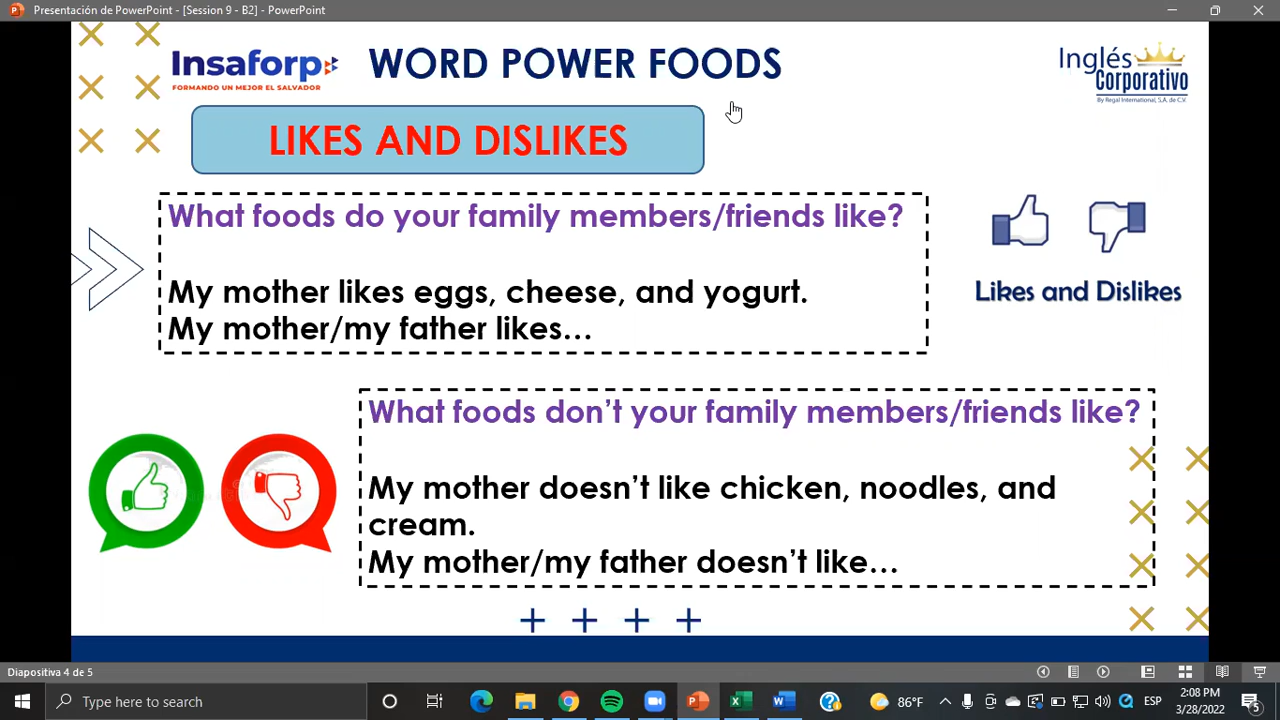 Presentación de PowerPoint - [Session 9 - B2] - PowerPoint
Insaforp
FORMANDO UN MEJOR EL SALVADOR
WORD POWER FOODS
Inglés
Corporativo
By Regal International, S.A. de C.V.
LIKES AND DISLIKES
What foods do your family members/friends like?
My mother likes eggs, cheese, and yogurt.
My mother/my father likes…
Likes and Dislikes
What foods don’t your family members/friends like?
My mother doesn’t like chicken, noodles, and
cream.
My mother/my father doesn’t like…
Diapositiva 4 de 5
Type here to search
86°F
ESP
2:08 PM
3/28/2022
5